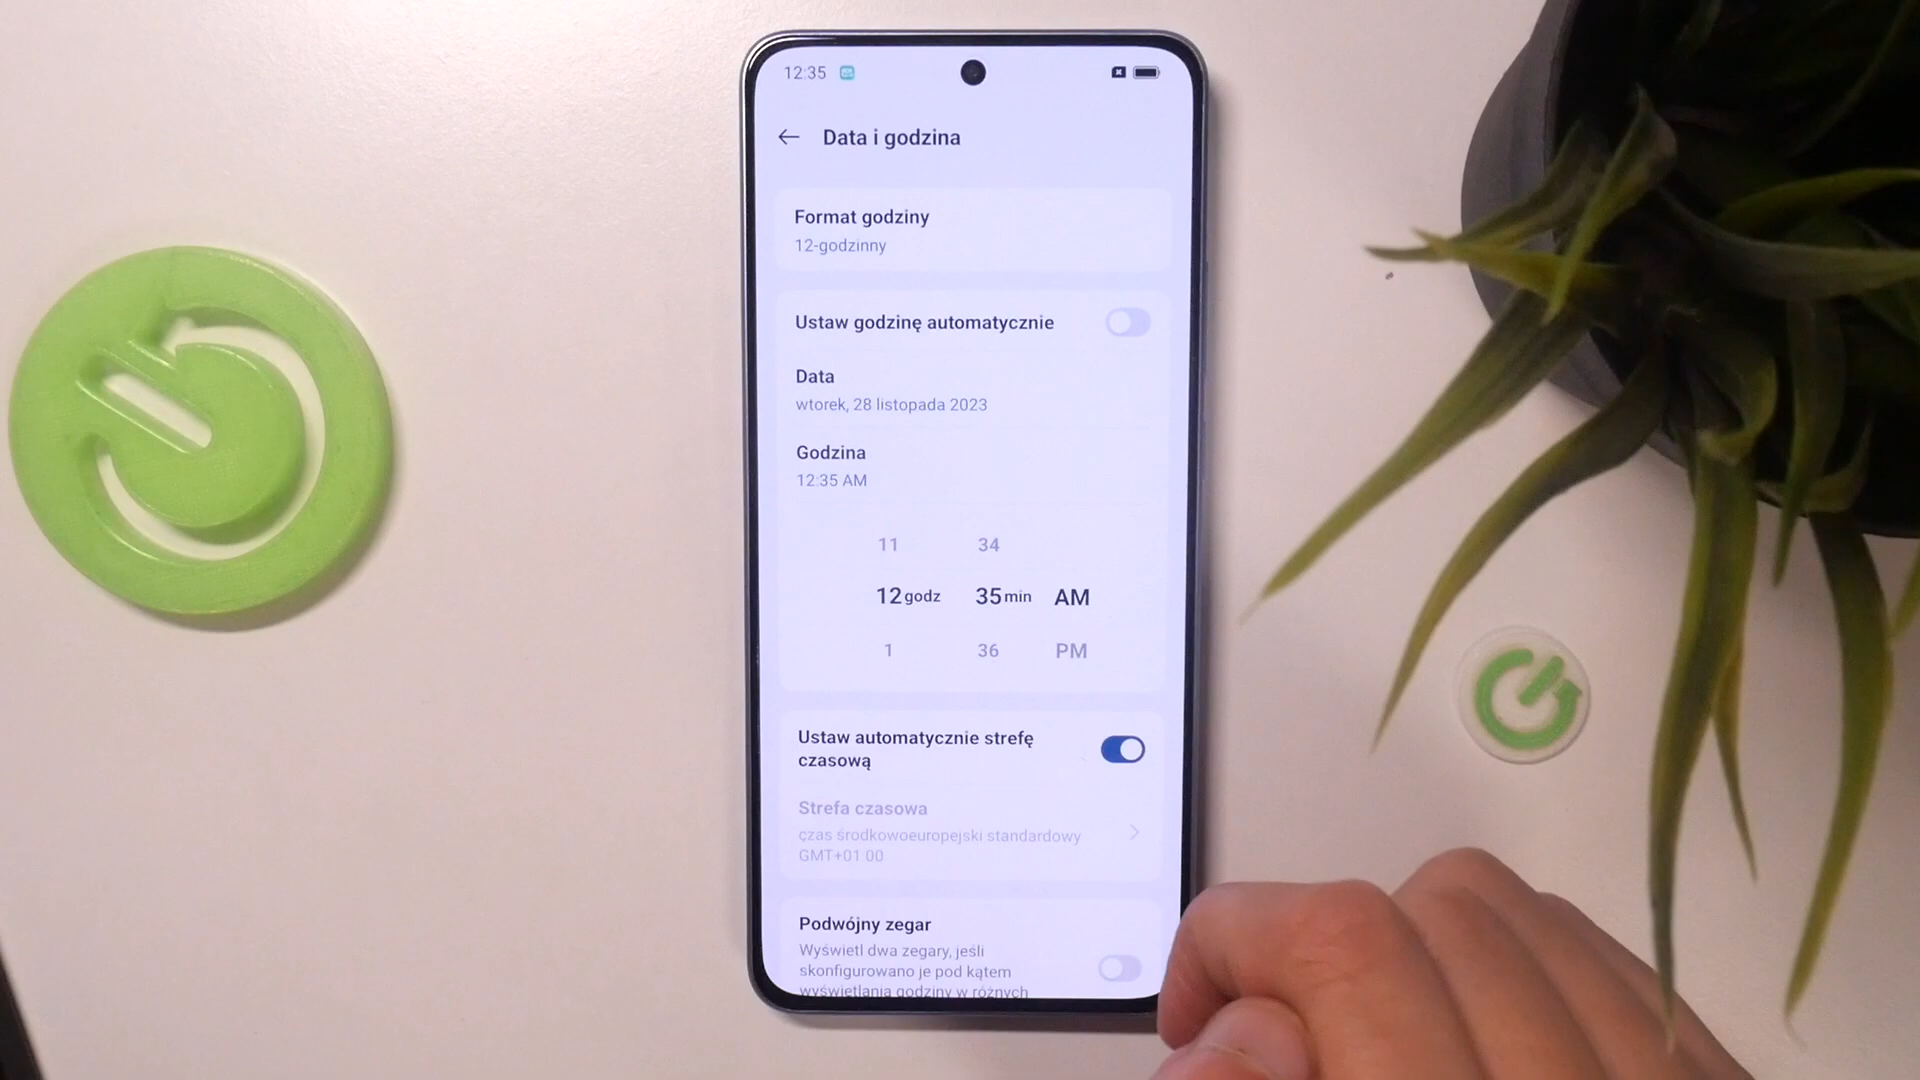 12:35
Data i godzina
Format godziny
12-godzinny
Ustaw godzinę automatycznie
Data
wtorek, 28 listopada 2023
Godzina
12:35 AM
11 34
12 godz 35 min AM
1 36 PM
Ustaw automatycznie strefę
czasową
Strefa czasowa
czas środkowoeuropejski standardowy
GMT+01:00
Podwójny zegar
Wyświetl dwa zegary, jeśli
skonfigurowano je pod kątem
wyświetlania godziny w różnych